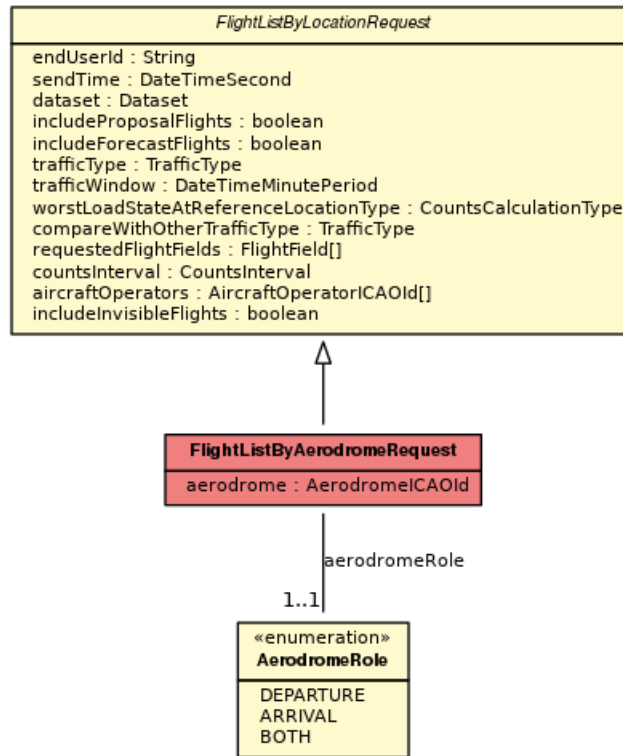 FlightListByLocationRequest
endUserId : String
sendTime : DateTimeSecond
dataset : Dataset
includeProposalFlights : boolean
includeForecastFlights : boolean
trafficType : TrafficType
trafficWindow : DateTimeMinutePeriod
worstLoadStateAtReferenceLocationType : CountsCalculationType
compareWithOtherTrafficType : TrafficType
requestedFlightFields : FlightField[]
countsInterval : CountsInterval
aircraftOperators : AircraftOperatorICAOId[]
includeInvisibleFlights : boolean
FlightListByAerodromeRequest
aerodrome : AerodromeICAOId
aerodromeRole
1..1
«enumeration»
AerodromeRole
DEPARTURE
ARRIVAL
BOTH